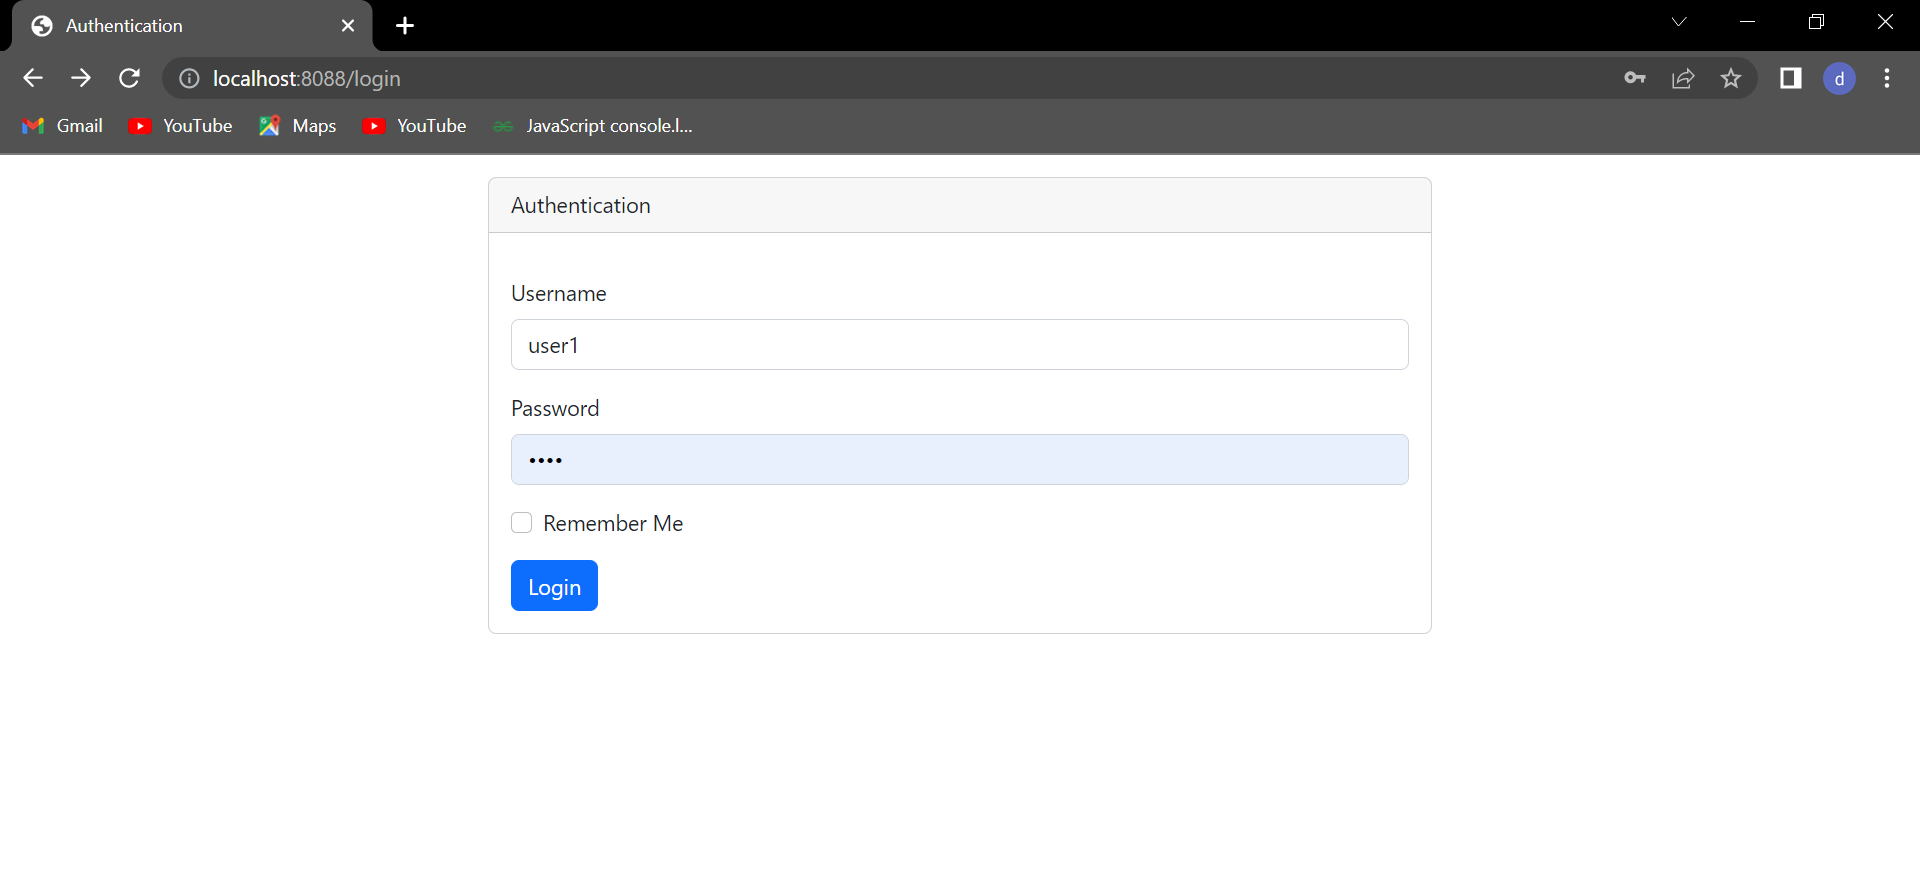 Authentication
localhost:8088/login
d
Gmail YouTube Maps YouTube JavaScript console.l...
Authentication
Username
user1
Password
••••
Remember Me
Login